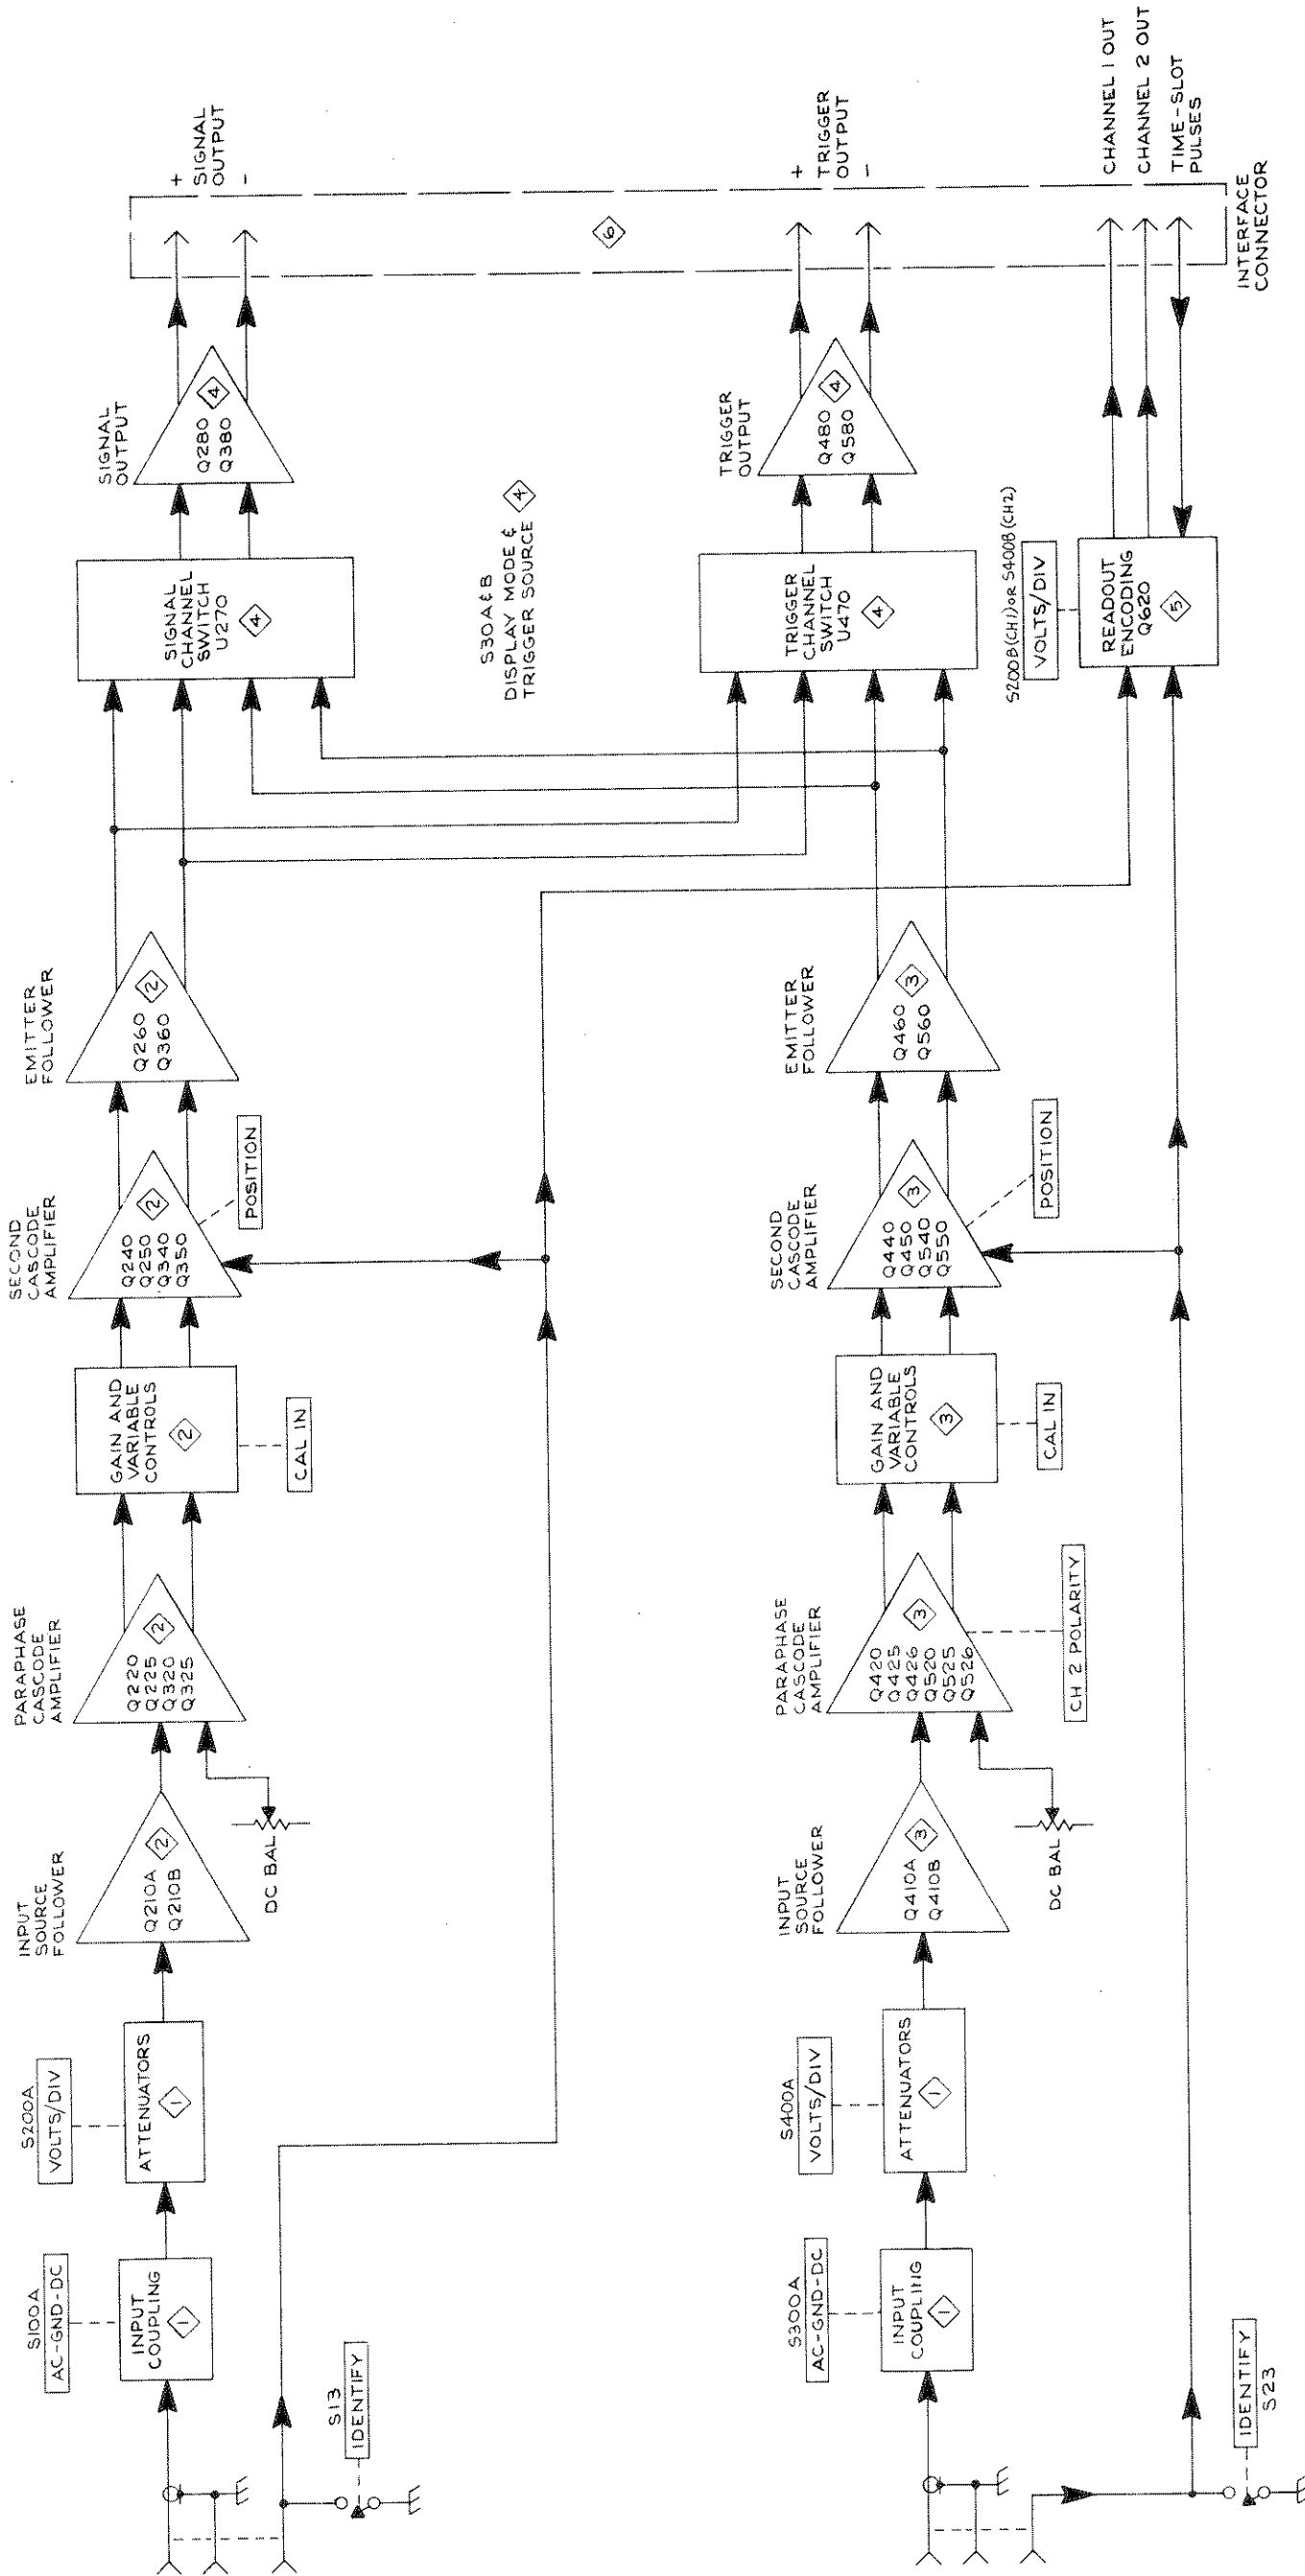 S100A
AC-GND-DC
INPUT
COUPLING
1
S200A
VOLTS/DIV
ATTENUATORS
1
INPUT
SOURCE
FOLLOWER
Q210A
Q210B
2
DC BAL
PARAPHASE
CASCODE
AMPLIFIER
Q220
Q225
Q320
Q325
2
GAIN AND
VARIABLE
CONTROLS
2
CAL IN
SECOND
CASCODE
AMPLIFIER
Q240
Q250
Q340
Q350
2
POSITION
EMITTER
FOLLOWER
Q260
Q360
2
SIGNAL
CHANNEL
SWITCH
U270
4
SIGNAL
OUTPUT
Q280
Q380
4
+
SIGNAL
OUTPUT
-
S13
IDENTIFY
S30A&B
DISPLAY MODE &
TRIGGER SOURCE
4
6
S300A
AC-GND-DC
INPUT
COUPLING
1
S400A
VOLTS/DIV
ATTENUATORS
1
INPUT
SOURCE
FOLLOWER
Q410A
Q410B
3
DC BAL
PARAPHASE
CASCODE
AMPLIFIER
Q420
Q425
Q426
Q520
Q525
Q526
3
CH 2 POLARITY
GAIN AND
VARIABLE
CONTROLS
3
CAL IN
SECOND
CASCODE
AMPLIFIER
Q440
Q450
Q540
Q550
3
POSITION
EMITTER
FOLLOWER
Q460
Q560
3
TRIGGER
CHANNEL
SWITCH
U470
4
TRIGGER
OUTPUT
Q480
Q580
4
+
TRIGGER
OUTPUT
-
IDENTIFY
S23
S200B(CH1) or S400B(CH2)
VOLTS/DIV
READOUT
ENCODING
Q620
5
CHANNEL 1 OUT
CHANNEL 2 OUT
TIME-SLOT
PULSES
INTERFACE
CONNECTOR